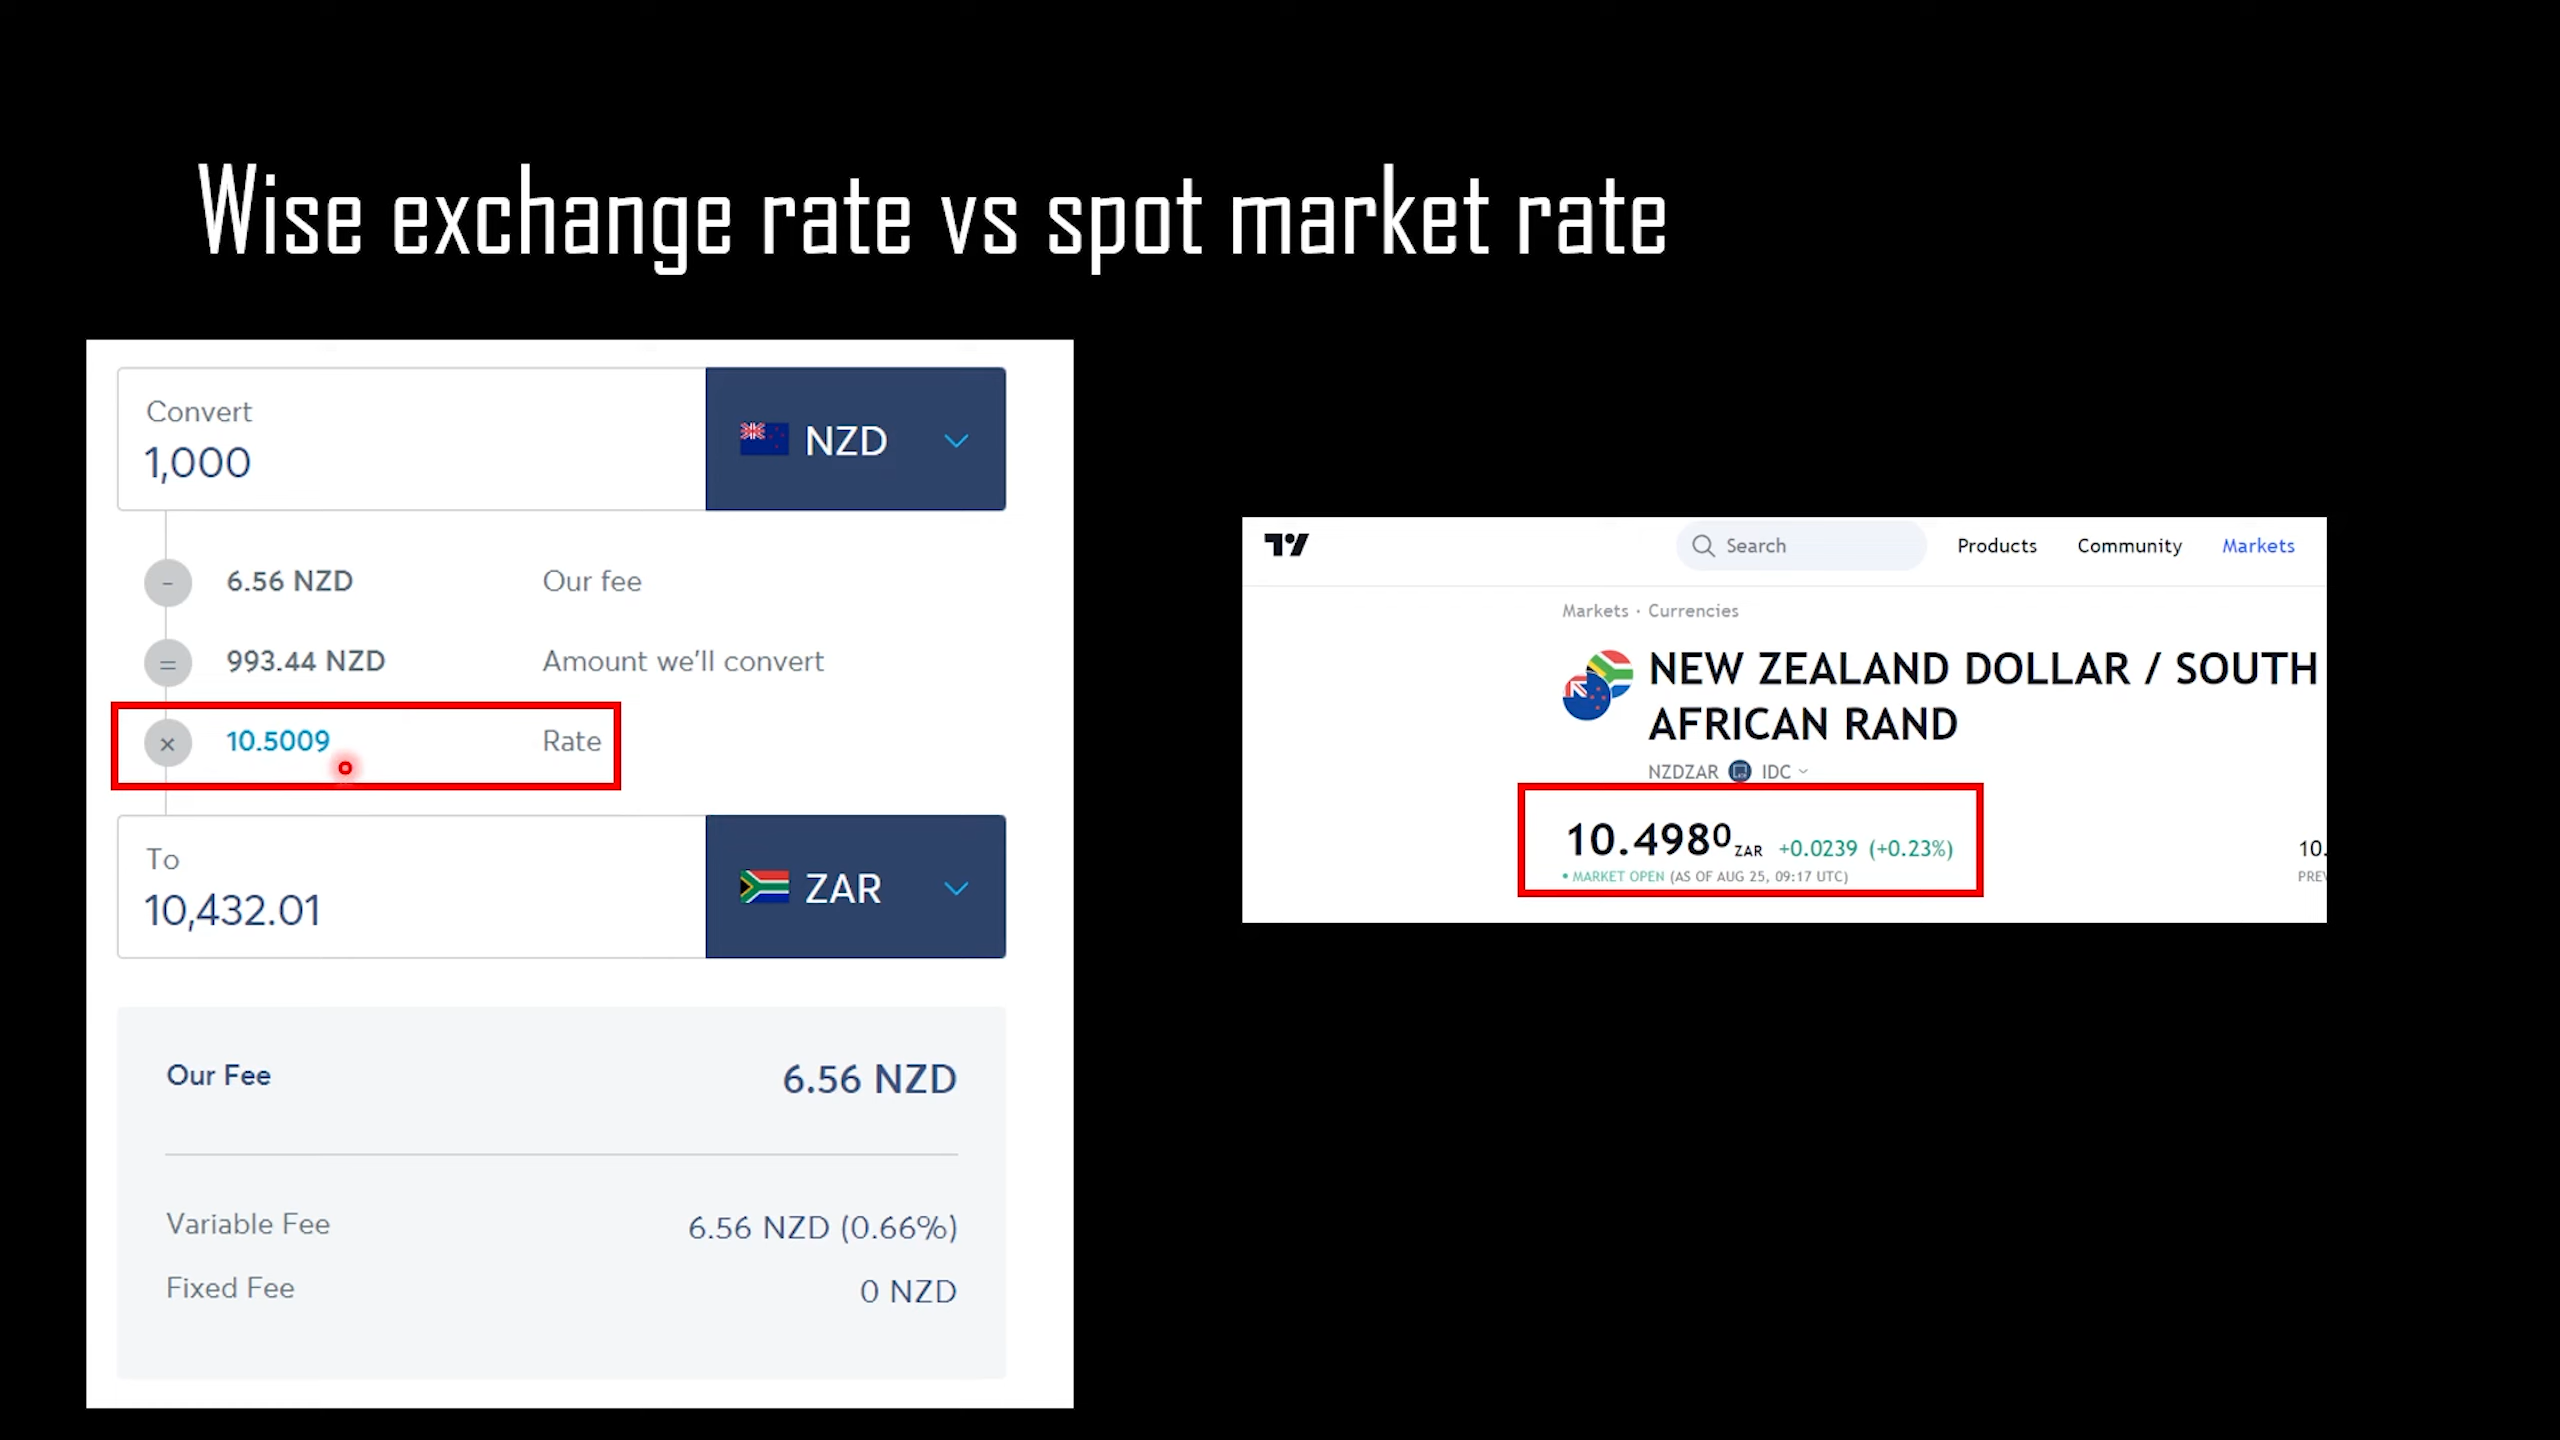 Wise exchange rate vs spot market rate
Convert
1,000
NZD
- 6.56 NZD Our fee
= 993.44 NZD Amount we'll convert
× 10.5009 Rate
To
10,432.01
ZAR
Our Fee 6.56 NZD
Variable Fee 6.56 NZD (0.66%)
Fixed Fee 0 NZD
Search Products Community Markets
Markets · Currencies
NEW ZEALAND DOLLAR / SOUTH
AFRICAN RAND
NZDZAR IDC
10.4980 ZAR +0.0239 (+0.23%)
10.
• MARKET OPEN (AS OF AUG 25, 09:17 UTC)